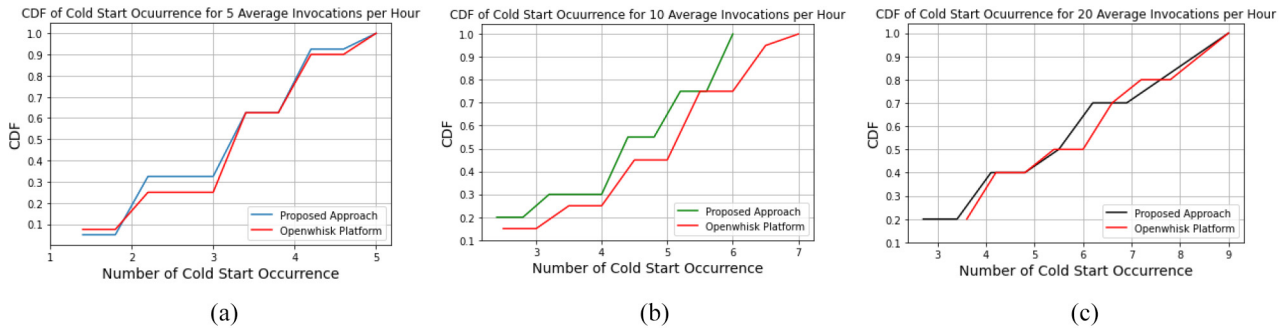 CDF of Cold Start Ocuurrence for 5 Average Invocations per Hour
1.0
0.9
0.8
0.7
0.6
0.5
0.4
0.3
0.2
0.1
CDF
Proposed Approach
Openwhisk Platform
1 2 3 4 5
Number of Cold Start Occurrence
(a)
CDF of Cold Start Ocuurrence for 10 Average Invocations per Hour
1.0
0.9
0.8
0.7
0.6
0.5
0.4
0.3
0.2
0.1
CDF
Proposed Approach
Openwhisk Platform
3 4 5 6 7
Number of Cold Start Occurrence
(b)
CDF of Cold Start Ocuurrence for 20 Average Invocations per Hour
1.0
0.9
0.8
0.7
0.6
0.5
0.4
0.3
0.2
0.1
CDF
Proposed Approach
Openwhisk Platform
3 4 5 6 7 8 9
Number of Cold Start Occurrence
(c)